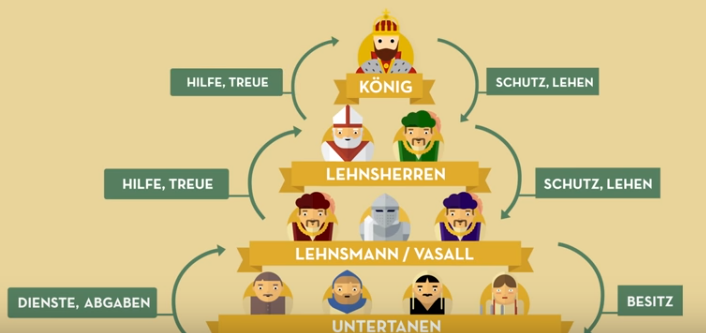 KÖNIG
HILFE, TREUE
SCHUTZ, LEHEN
LEHNSHERREN
HILFE, TREUE
SCHUTZ, LEHEN
LEHNSMANN / VASALL
DIENSTE, ABGABEN
BESITZ
UNTERTANEN